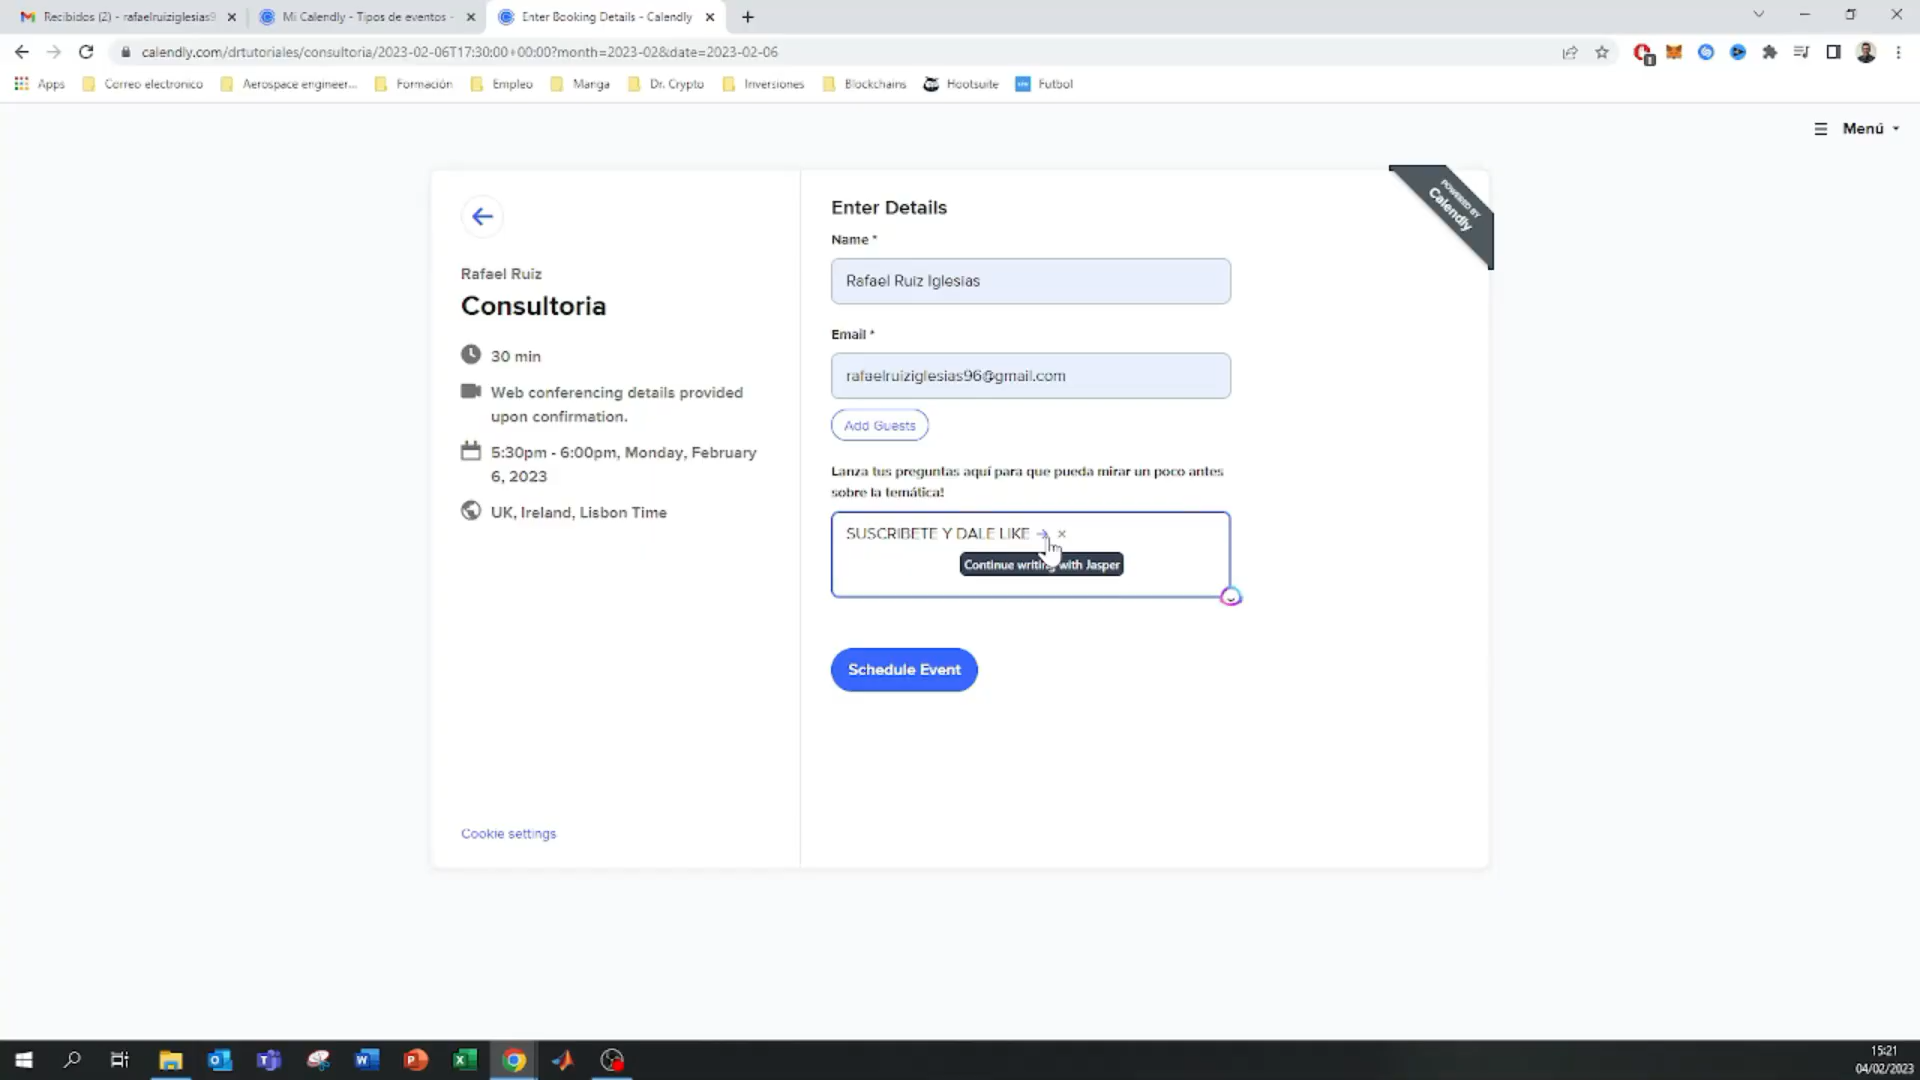 Recibidos (2) - rafaelruiziglesias9
Mi Calendly - Tipos de eventos -
Enter Booking Details - Calendly
calendly.com/drtutoriales/consultoria/2023-02-06T17:30:00+00:00?month=2023-02&date=2023-02-06
Apps
Correo electronico
Aerospace engineer...
Formación
Empleo
Manga
Dr. Crypto
Inversiones
Blockchains
Hootsuite
Futbol
Menú
POWERED BY
Calendly
Rafael Ruiz
Consultoria
30 min
Web conferencing details provided
upon confirmation.
5:30pm - 6:00pm, Monday, February
6, 2023
UK, Ireland, Lisbon Time
Cookie settings
Enter Details
Name *
Rafael Ruiz Iglesias
Email *
rafaelruiziglesias96@gmail.com
Add Guests
Lanza tus preguntas aquí para que pueda mirar un poco antes
sobre la temática!
SUSCRIBETE Y DALE LIKE
Continue writing with Jasper
Schedule Event
15:21
04/02/2023